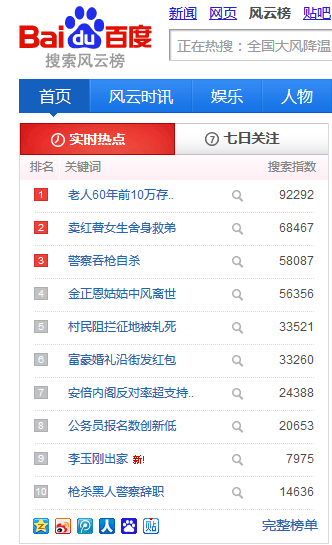 新闻 网页 风云榜 贴吧
Bai du 百度
搜索风云榜
正在热搜：全国大风降温
首页 风云时讯 娱乐 人物
实时热点 7 七日关注
排名 关键词 搜索指数
1 老人60年前10万存.. 92292
2 卖红薯女生舍身救弟 68467
3 警察吞枪自杀 58087
4 金正恩姑姑中风离世 56356
5 村民阻拦征地被轧死 33521
6 富豪婚礼沿街发红包 33260
7 安倍内阁反对率超支持.. 24388
8 公务员报名数创新低 20653
9 李玉刚出家 新! 7975
10 枪杀黑人警察辞职 14636
完整榜单